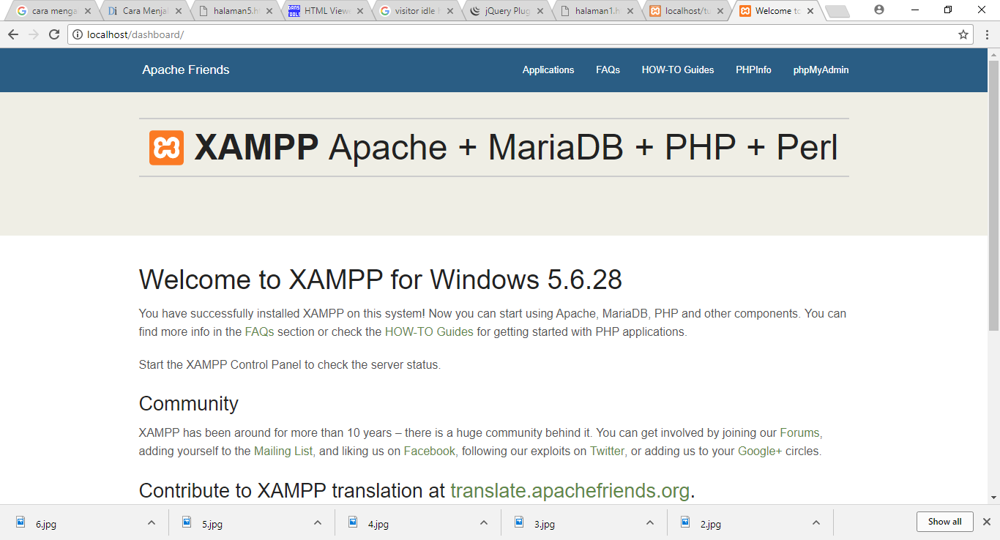 cara menga
Cara Menjal
halaman5.h
HTML Views
visitor idle h
jQuery Plug
halaman1.h
localhost/tu
Welcome to
localhost/dashboard/
Apache Friends
Applications
FAQs
HOW-TO Guides
PHPInfo
phpMyAdmin
XAMPP Apache + MariaDB + PHP + Perl
Welcome to XAMPP for Windows 5.6.28
You have successfully installed XAMPP on this system! Now you can start using Apache, MariaDB, PHP and other components. You can
find more info in the FAQs section or check the HOW-TO Guides for getting started with PHP applications.
Start the XAMPP Control Panel to check the server status.
Community
XAMPP has been around for more than 10 years – there is a huge community behind it. You can get involved by joining our Forums,
adding yourself to the Mailing List, and liking us on Facebook, following our exploits on Twitter, or adding us to your Google+ circles.
Contribute to XAMPP translation at translate.apachefriends.org.
6.jpg
5.jpg
4.jpg
3.jpg
2.jpg
Show all